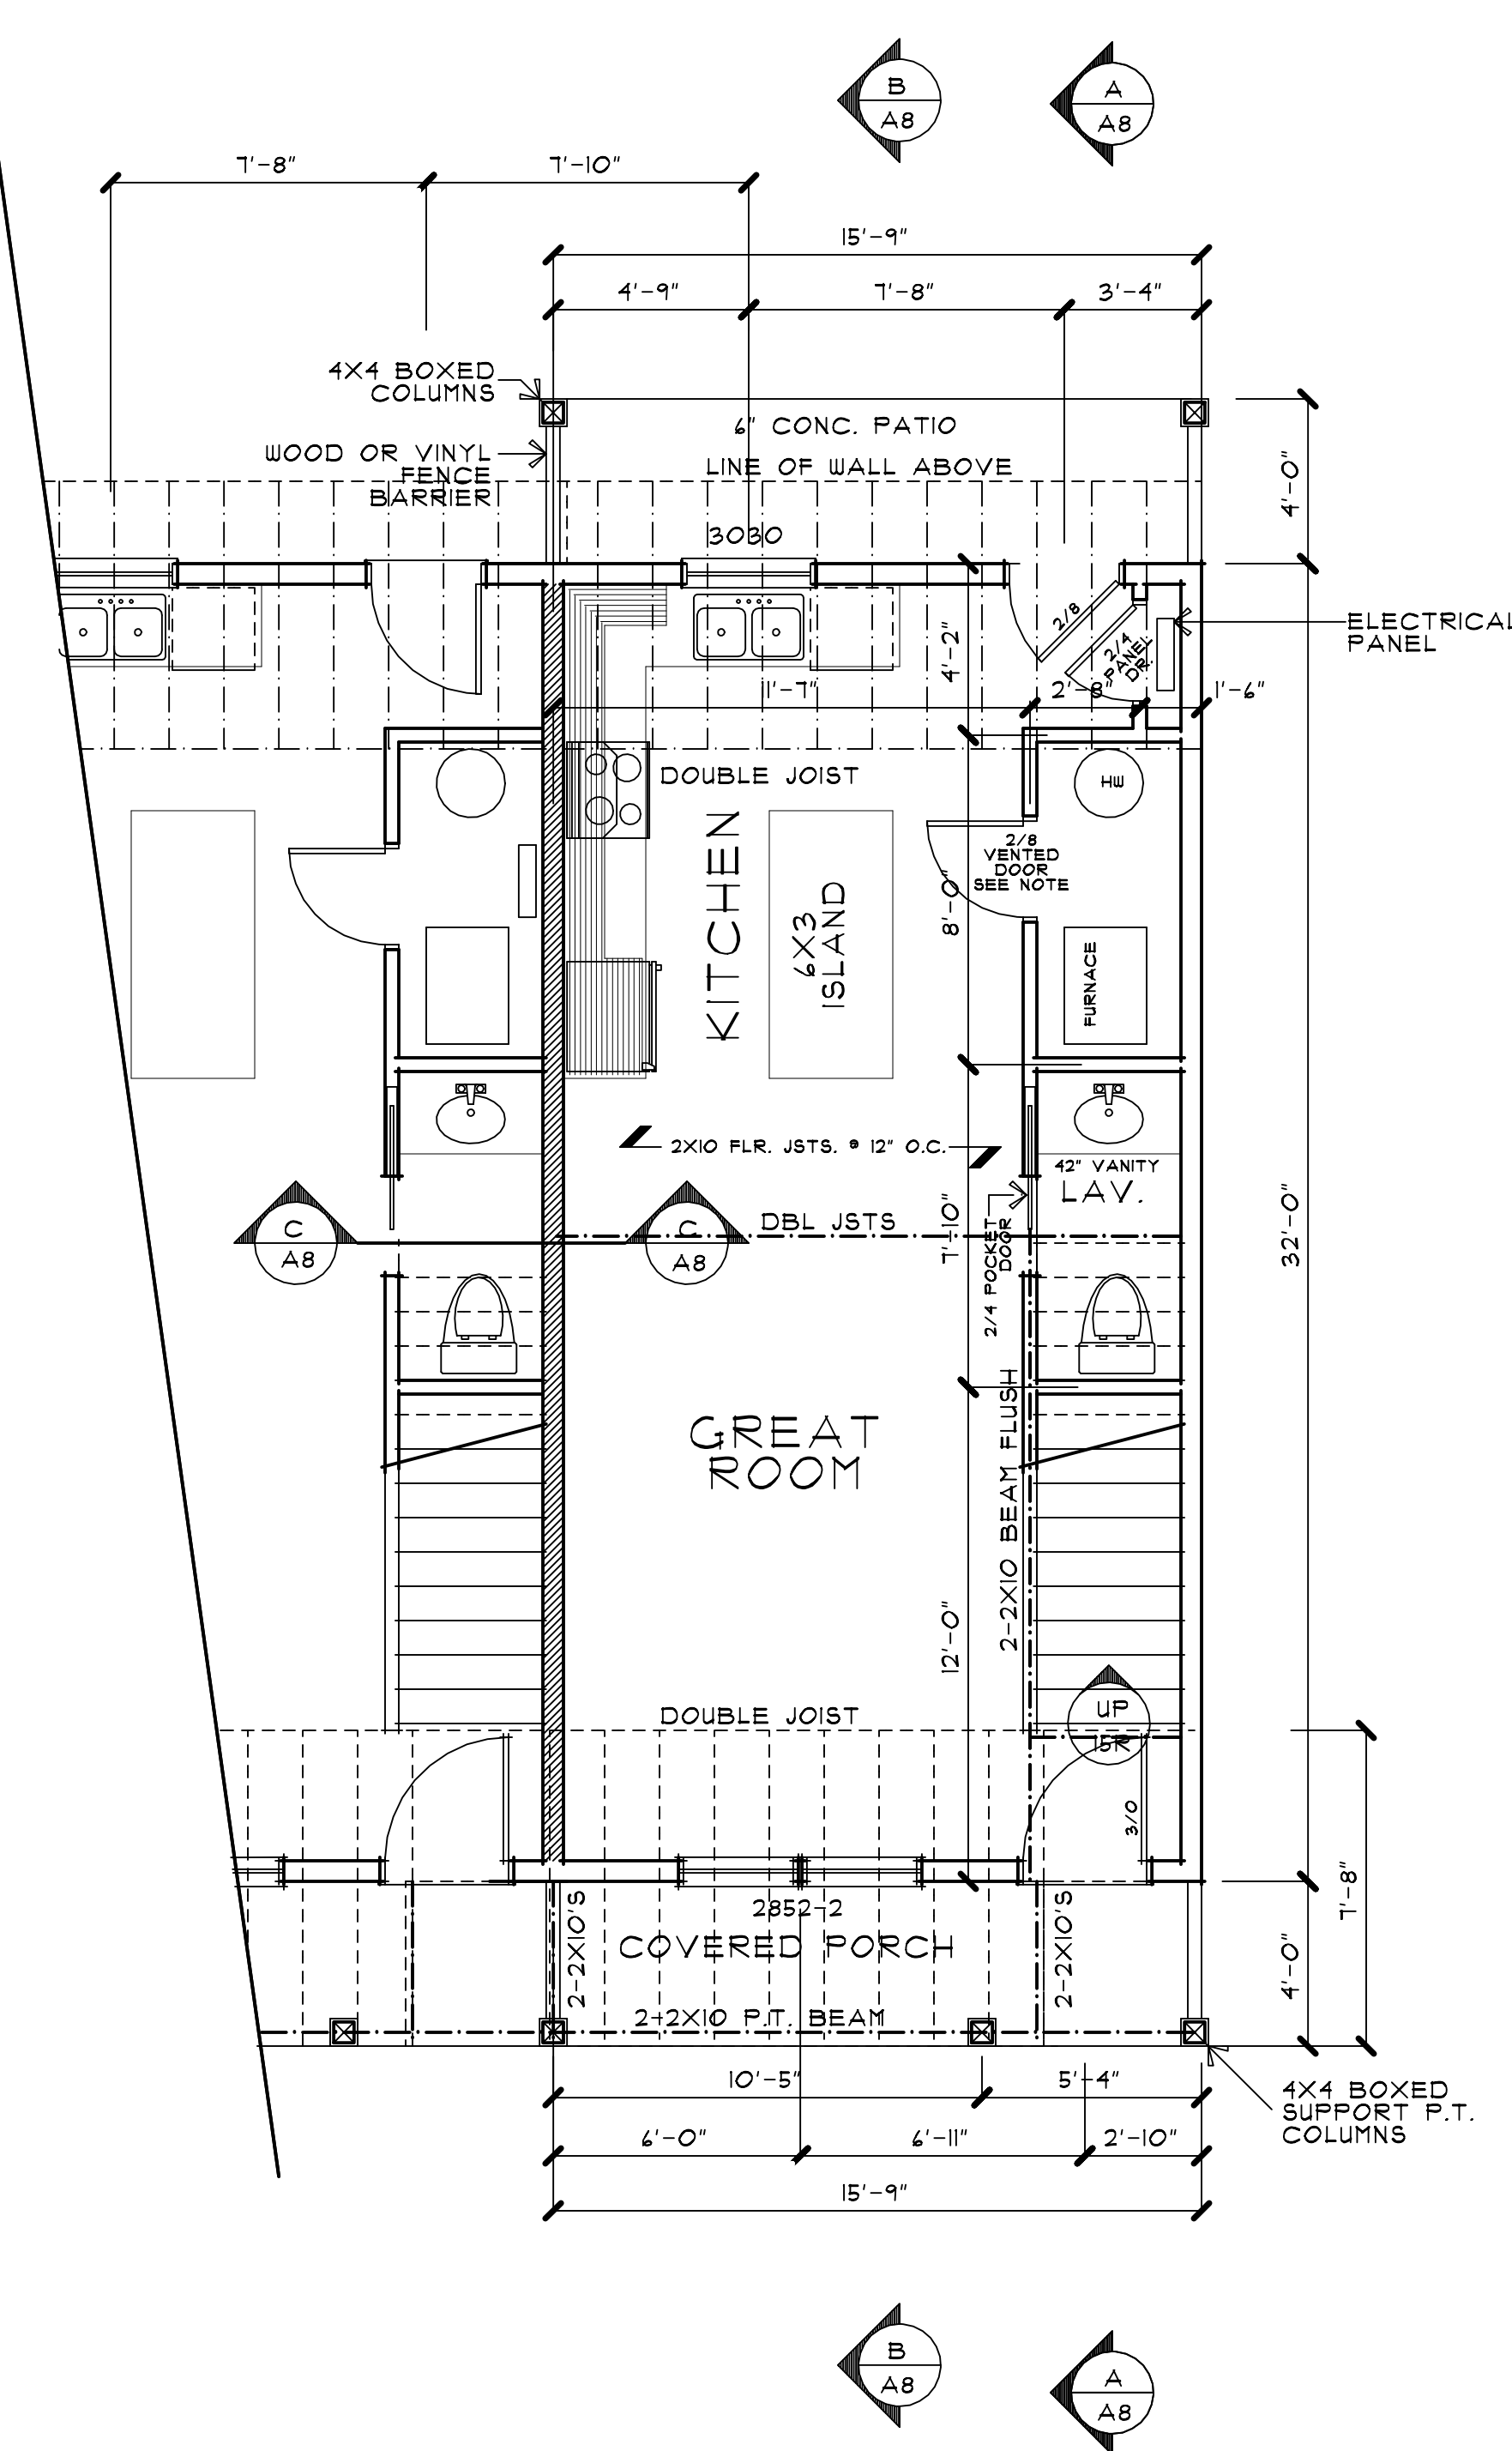 B
A8
A
A8
7'-8"
7'-10"
15'-9"
4'-9"
7'-8"
3'-4"
4X4 BOXED
COLUMNS
6" CONC. PATIO
WOOD OR VINYL
FENCE
BARRIER
LINE OF WALL ABOVE
4'-0"
3030
2/8
2/4
PANEL
DR.
ELECTRICAL
PANEL
4'-2"
11'-7"
2'-8"
1'-6"
DOUBLE JOIST
HW
KITCHEN
6X3
ISLAND
2/8
VENTED
DOOR
SEE NOTE
8'-0"
FURNACE
2X10 FLR. JSTS. @ 12" O.C.
42" VANITY
LAV.
C
A8
C
A8
DBL JSTS
7'-10"
2/4 POCKET
DOOR
32'-0"
GREAT
ROOM
2-2X10 BEAM FLUSH
12'-0"
DOUBLE JOIST
UP
15R
3/0
2852-2
COVERED PORCH
2-2X10'S
2-2X10'S
2-2X10 P.T. BEAM
4'-0"
7'-8"
10'-5"
5'-4"
6'-0"
6'-11"
2'-10"
15'-9"
4X4 BOXED
SUPPORT P.T.
COLUMNS
B
A8
A
A8